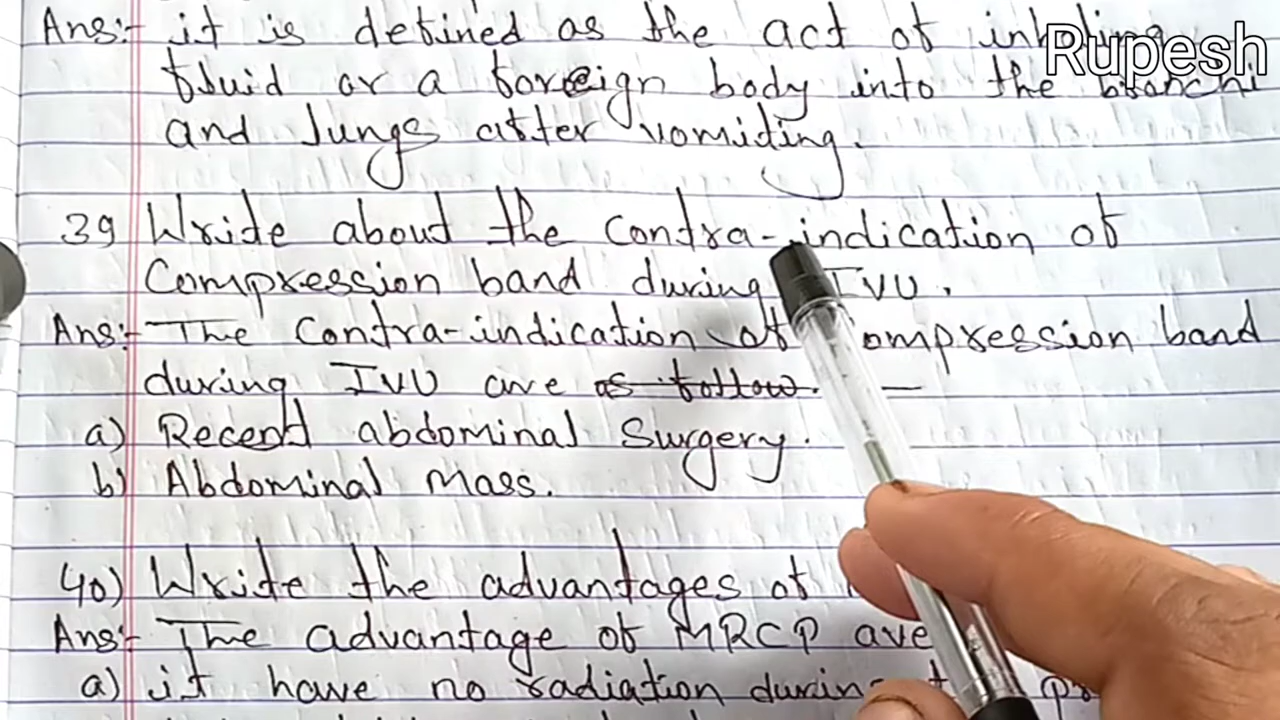 Rupesh
Ans:- it is defined as the act of
fluid or a foreign body into the bronchi
and lungs after vomiting.
39 Write about the contra-indication of
Compression band during IVU.
Ans:- The contra-indication of compression band
during IVU are as follow. —
a) Recent abdominal surgery.
b) Abdominal mass.
40) Write the advantages of
Ans:- The advantage of MRCP are
a) it have no radiation during